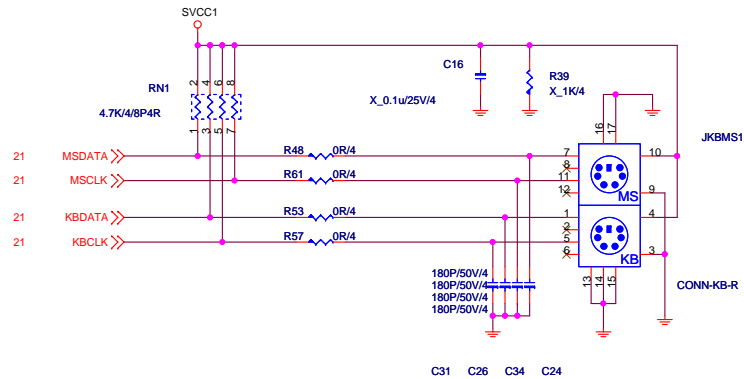 SVCC1
C16
R39
X_1K/4
X_0.1u/25V/4
RN1
4.7K/4/8P4R
2 4 6 8
1 3 5 7
16 17
JKBMS1
21 MSDATA R48 0R/4 7 10
8
21 MSCLK R61 0R/4 11
12 MS 9
21 KBDATA R53 0R/4 1 4
2
21 KBCLK R57 0R/4 5
6 KB 3
13 14 15
CONN-KB-R
180P/50V/4
180P/50V/4
180P/50V/4
180P/50V/4
C31 C26 C34 C24